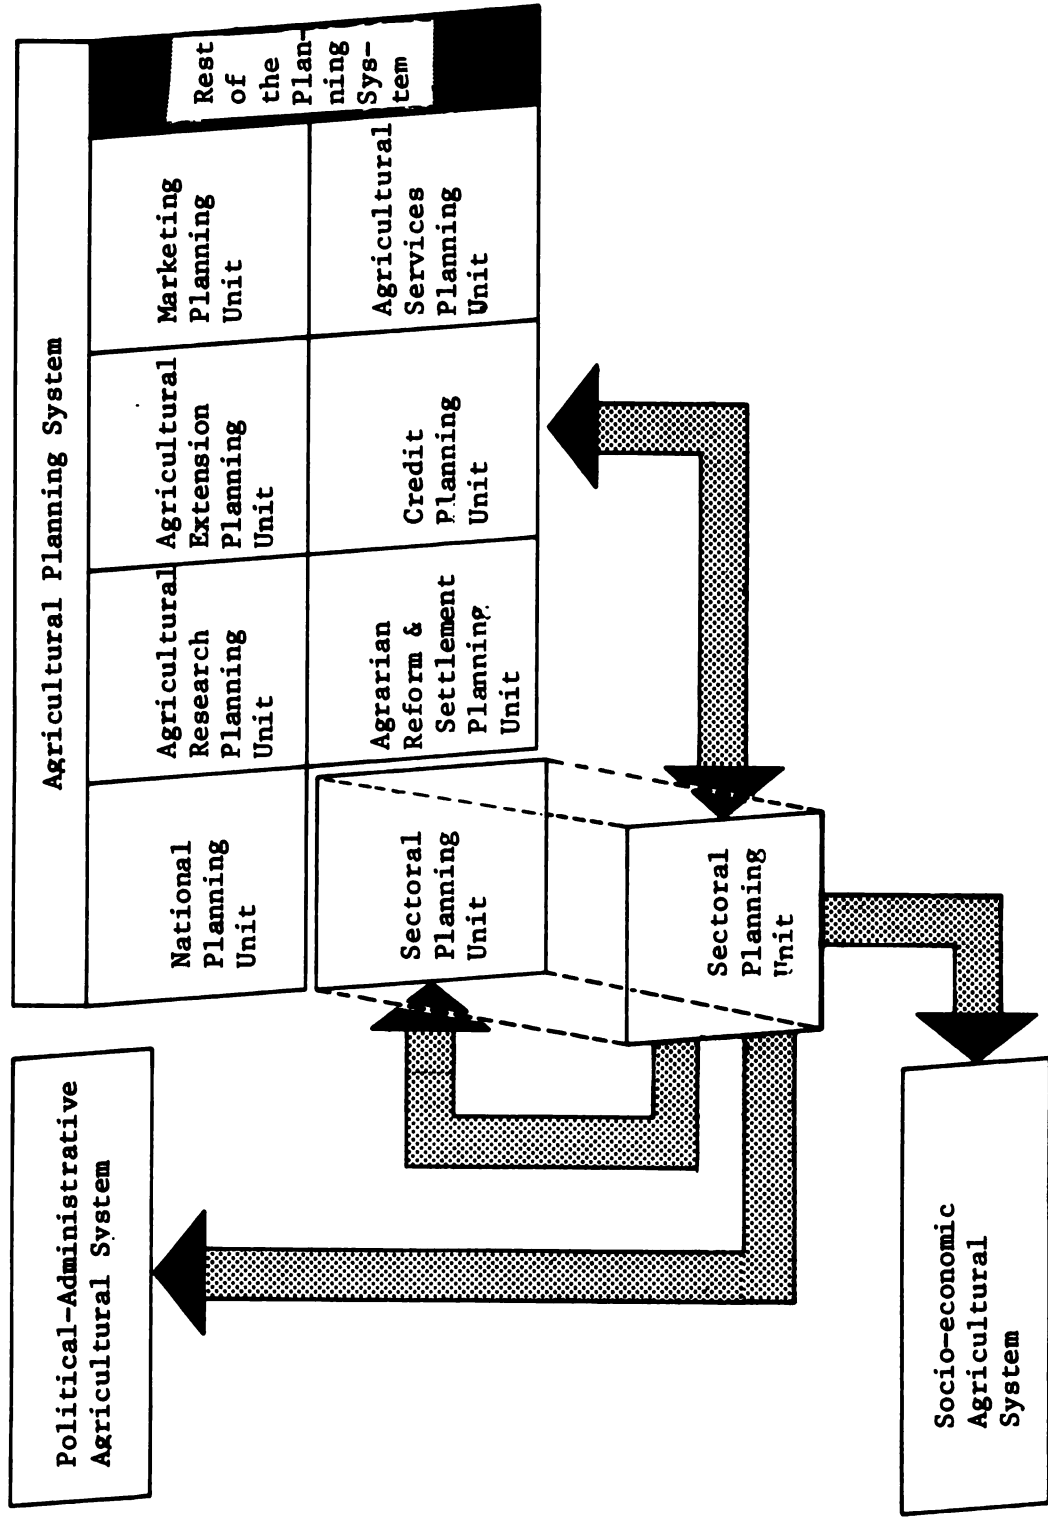 Political-Administrative
Agricultural System
Agricultural Planning System
National
Planning
Unit
Agricultural
Research
Planning
Unit
Agricultural
Extension
Planning
Unit
Marketing
Planning
Unit
Rest
of
the
Plan-
ning
Sys-
tem
Sectoral
Planning
Unit
Agrarian
Reform &
Settlement
Planning
Unit
Credit
Planning
Unit
Agricultural
Services
Planning
Unit
Sectoral
Planning
Unit
Socio-economic
Agricultural
System